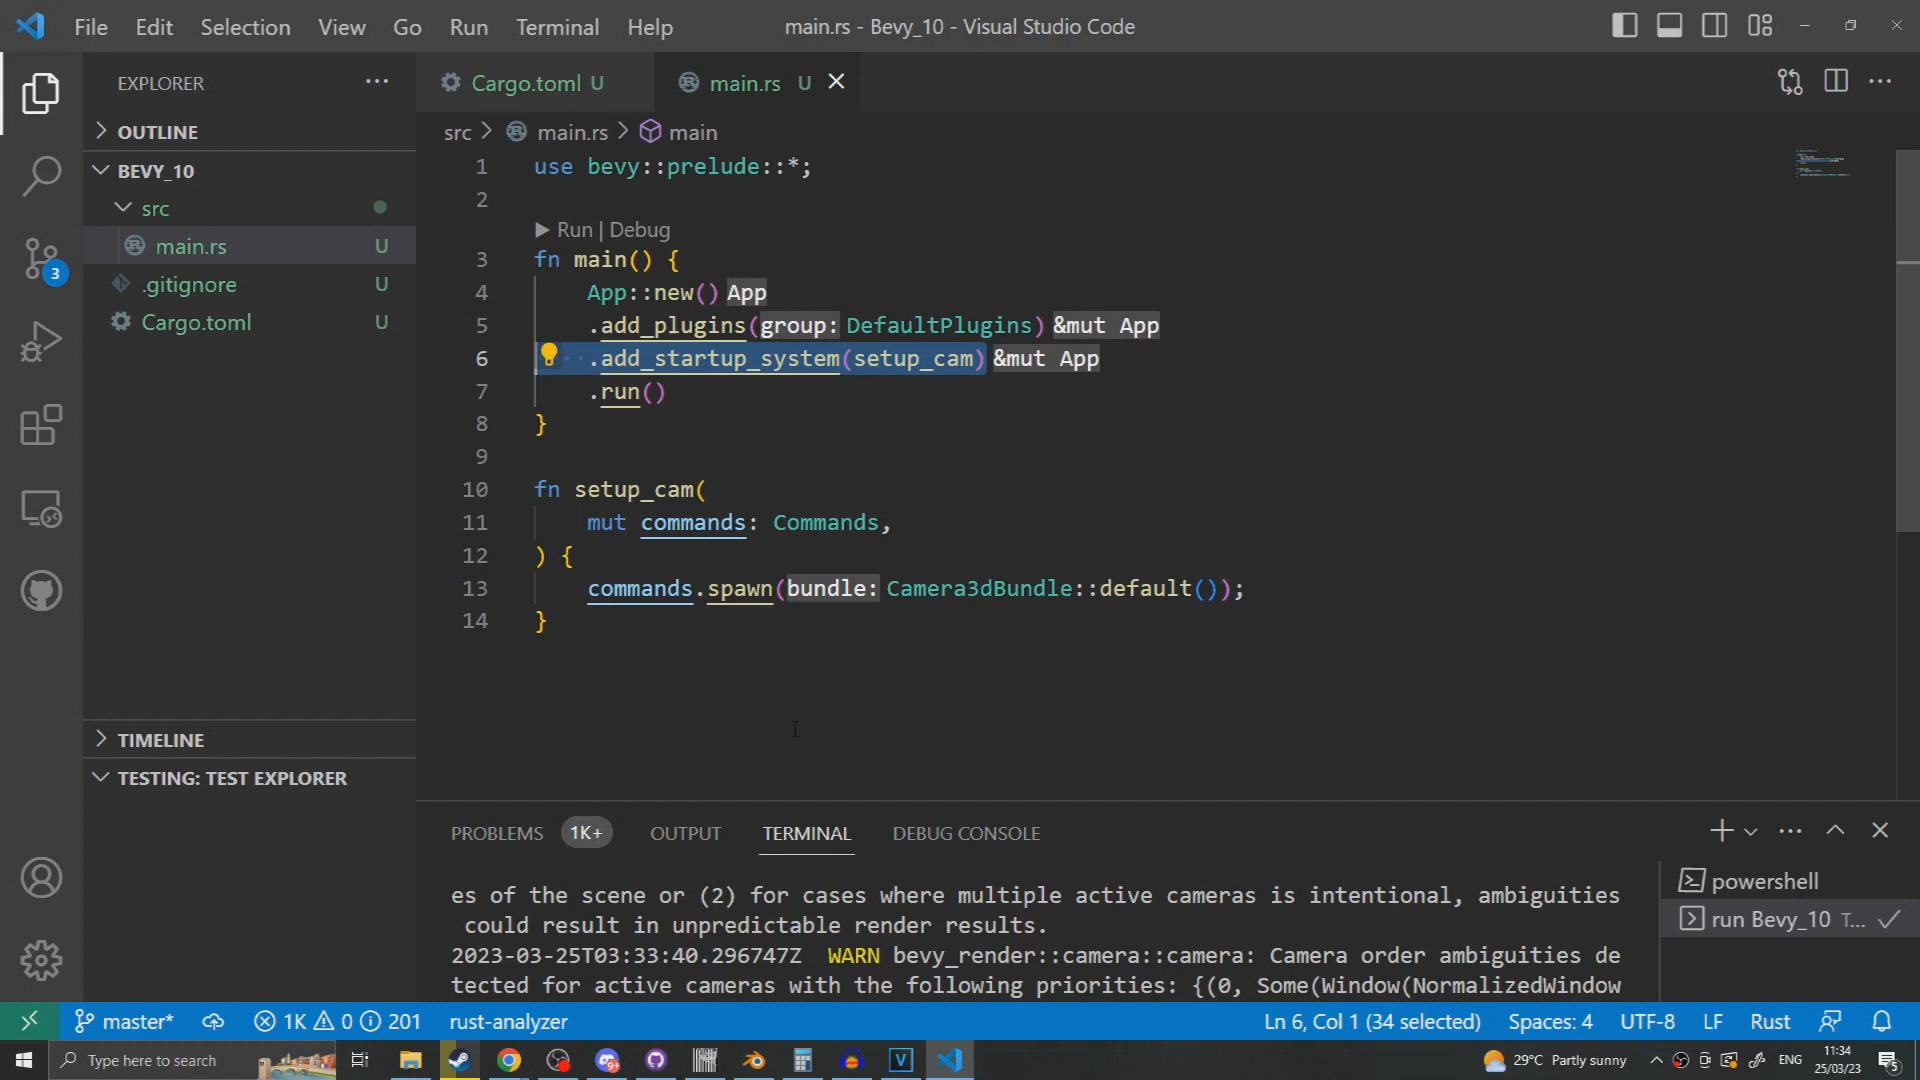 File Edit Selection View Go Run Terminal Help
main.rs - Bevy_10 - Visual Studio Code
EXPLORER
OUTLINE
BEVY_10
src
main.rs U
.gitignore U
Cargo.toml U
TIMELINE
TESTING: TEST EXPLORER
3
Cargo.toml U
main.rs U
src > main.rs > main
1 use bevy::prelude::*;
2
Run | Debug
3 fn main() {
4 App::new() App
5 .add_plugins(group: DefaultPlugins) &mut App
6 .add_startup_system(setup_cam) &mut App
7 .run()
8 }
9
10 fn setup_cam(
11 mut commands: Commands,
12 ) {
13 commands.spawn(bundle: Camera3dBundle::default());
14 }
PROBLEMS 1K+ OUTPUT TERMINAL DEBUG CONSOLE
es of the scene or (2) for cases where multiple active cameras is intentional, ambiguities
could result in unpredictable render results.
2023-03-25T03:33:40.296747Z WARN bevy_render::camera::camera: Camera order ambiguities de
tected for active cameras with the following priorities: {(0, Some(Window(NormalizedWindow
powershell
run Bevy_10 T...
master* 1K 0 201 rust-analyzer
Ln 6, Col 1 (34 selected) Spaces: 4 UTF-8 LF Rust
Type here to search
9+
V
29°C Partly sunny
ENG
11:34
25/03/23
5